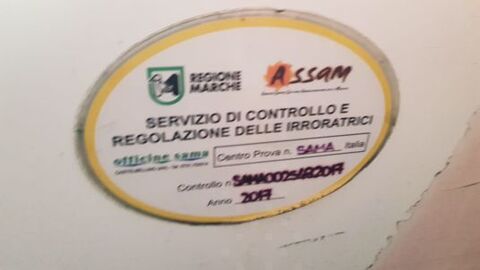 REGIONE
MARCHE
ASSAM
SERVIZIO DI CONTROLLO E
REGOLAZIONE DELLE IRRORATRICI
officine sama
Centro Prova n. SAMA Italia
Controllo n.
Anno 2017